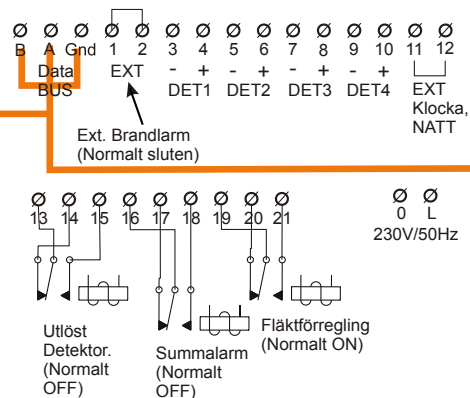 B A Gnd 1 2 3 4 5 6 7 8 9 10 11 12
Data BUS
EXT
- + - + - + - +
DET1 DET2 DET3 DET4
EXT
Klocka,
NATT
Ext. Brandlarm
(Normalt sluten)
13 14 15 16 17 18 19 20 21
0 L
230V/50Hz
Utlöst
Detektor.
(Normalt
OFF)
Summalarm
(Normalt
OFF)
Fläktförregling
(Normalt ON)